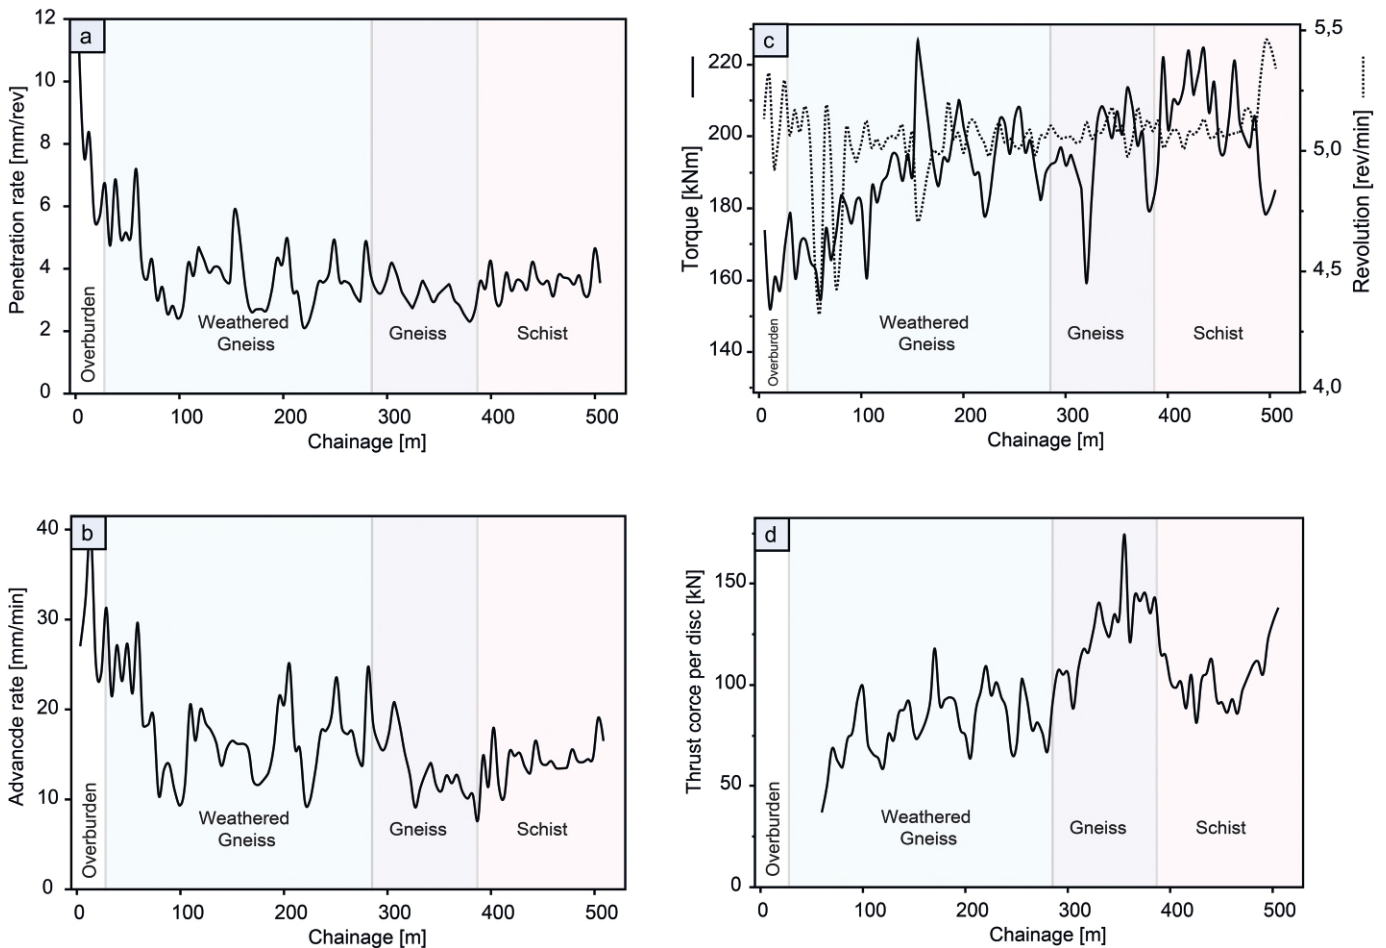 a
Penetration rate [mm/rev]
12
10
8
6
4
2
0
Overburden
Weathered
Gneiss
Gneiss
Schist
0 100 200 300 400 500
Chainage [m]
c
Torque [kNm]
220
200
180
160
140
Revolution [rev/min]
5,5
5,0
4,5
4,0
Overburden
Weathered
Gneiss
Gneiss
Schist
0 100 200 300 400 500
Chainage [m]
b
Advancde rate [mm/min]
40
30
20
10
0
Overburden
Weathered
Gneiss
Gneiss
Schist
0 100 200 300 400 500
Chainage [m]
d
Thrust corce per disc [kN]
150
100
50
0
Overburden
Weathered
Gneiss
Gneiss
Schist
0 100 200 300 400 500
Chainage [m]